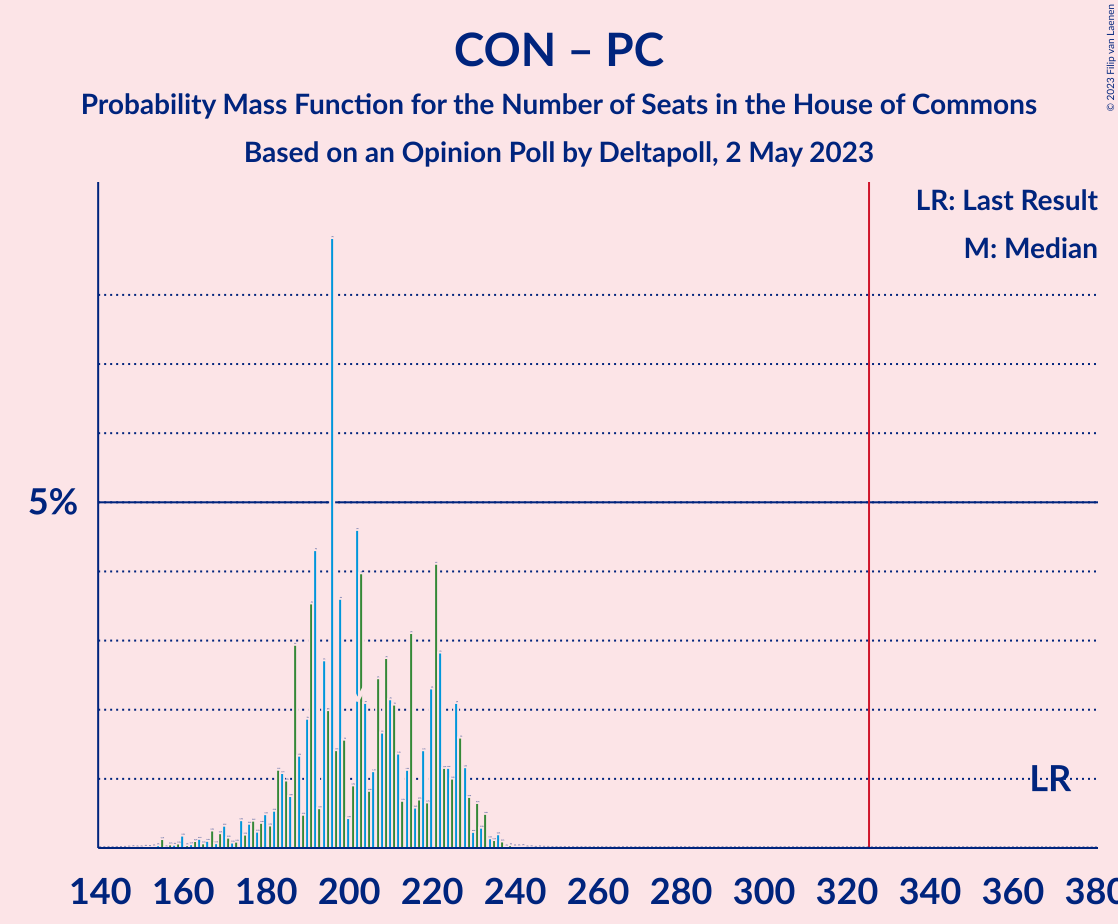 CON – PC
Probability Mass Function for the Number of Seats in the House of Commons
Based on an Opinion Poll by Deltapoll, 2 May 2023
© 2023 Filip van Laenen
LR: Last Result
M: Median
5%
LR
140 160 180 200 220 240 260 280 300 320 340 360 380